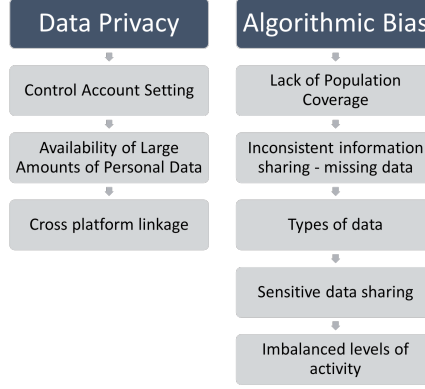 Data Privacy
Control Account Setting
Availability of Large
Amounts of Personal Data
Cross platform linkage
Algorithmic Bias
Lack of Population
Coverage
Inconsistent information
sharing - missing data
Types of data
Sensitive data sharing
Imbalanced levels of
activity